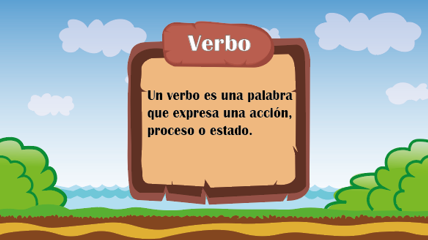 Verbo
Un verbo es una palabra
que expresa una acción,
proceso o estado.